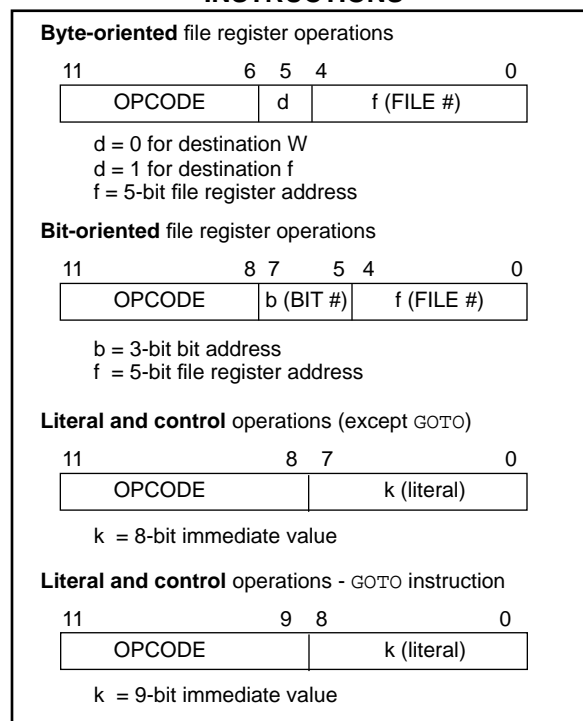 INSTRUCTIONS
Byte-oriented file register operations
11 6 5 4 0
OPCODE d f (FILE #)
d = 0 for destination W
d = 1 for destination f
f = 5-bit file register address
Bit-oriented file register operations
11 8 7 5 4 0
OPCODE b (BIT #) f (FILE #)
b = 3-bit bit address
f = 5-bit file register address
Literal and control operations (except GOTO)
11 8 7 0
OPCODE k (literal)
k = 8-bit immediate value
Literal and control operations - GOTO instruction
11 9 8 0
OPCODE k (literal)
k = 9-bit immediate value